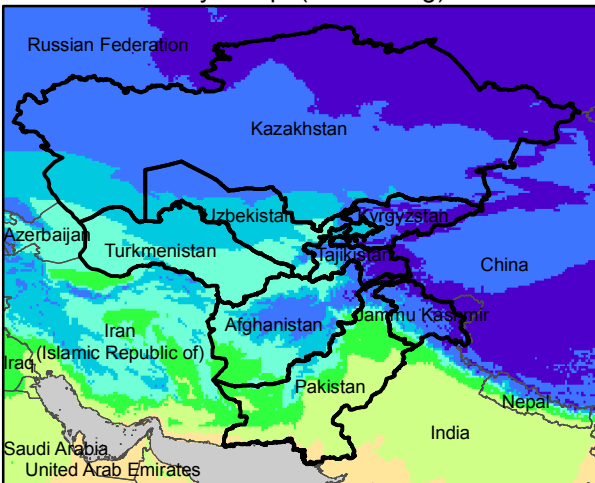 Russian Federation
Kazakhstan
Uzbekistan
Kyrgyzstan
Azerbaijan
Turkmenistan
Tajikistan
China
Iran
(Islamic Republic of)
Afghanistan
Jammu Kashmir
Iraq
Pakistan
Nepal
India
Saudi Arabia
United Arab Emirates